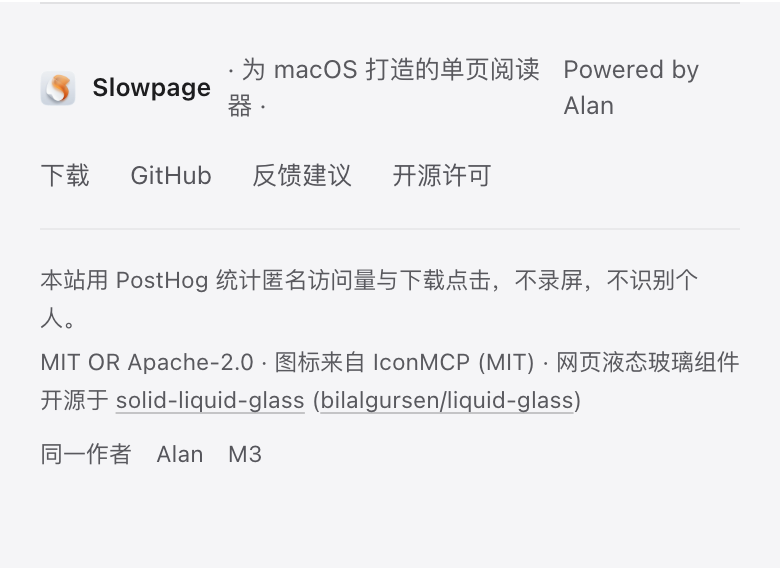 Slowpage · 为 macOS 打造的单页阅读器 · Powered by Alan
下载 GitHub 反馈建议 开源许可
本站用 PostHog 统计匿名访问量与下载点击，不录屏，不识别个
人。
MIT OR Apache-2.0 · 图标来自 IconMCP (MIT) · 网页液态玻璃组件
开源于 solid-liquid-glass (bilalgursen/liquid-glass)
同一作者 Alan M3